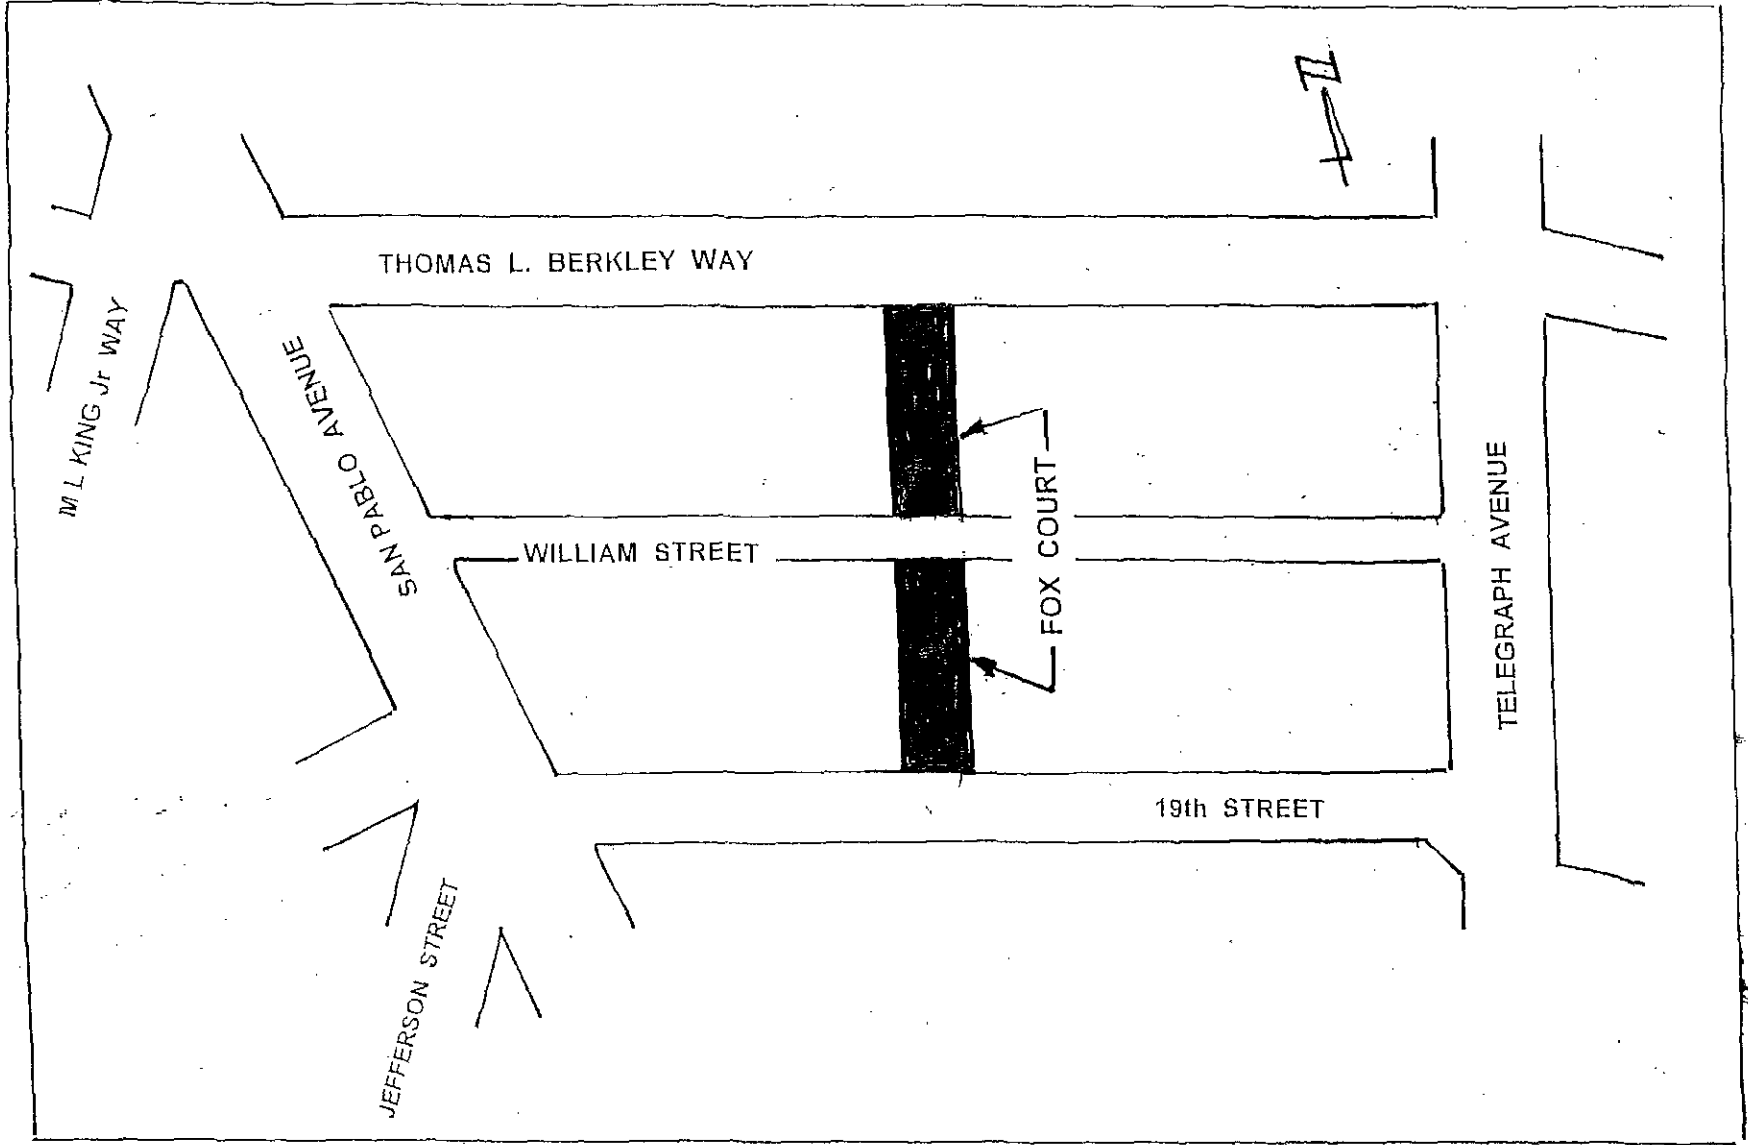 N
THOMAS L. BERKLEY WAY
M L KING Jr WAY
SAN PABLO AVENUE
WILLIAM STREET
FOX COURT
TELEGRAPH AVENUE
19th STREET
JEFFERSON STREET